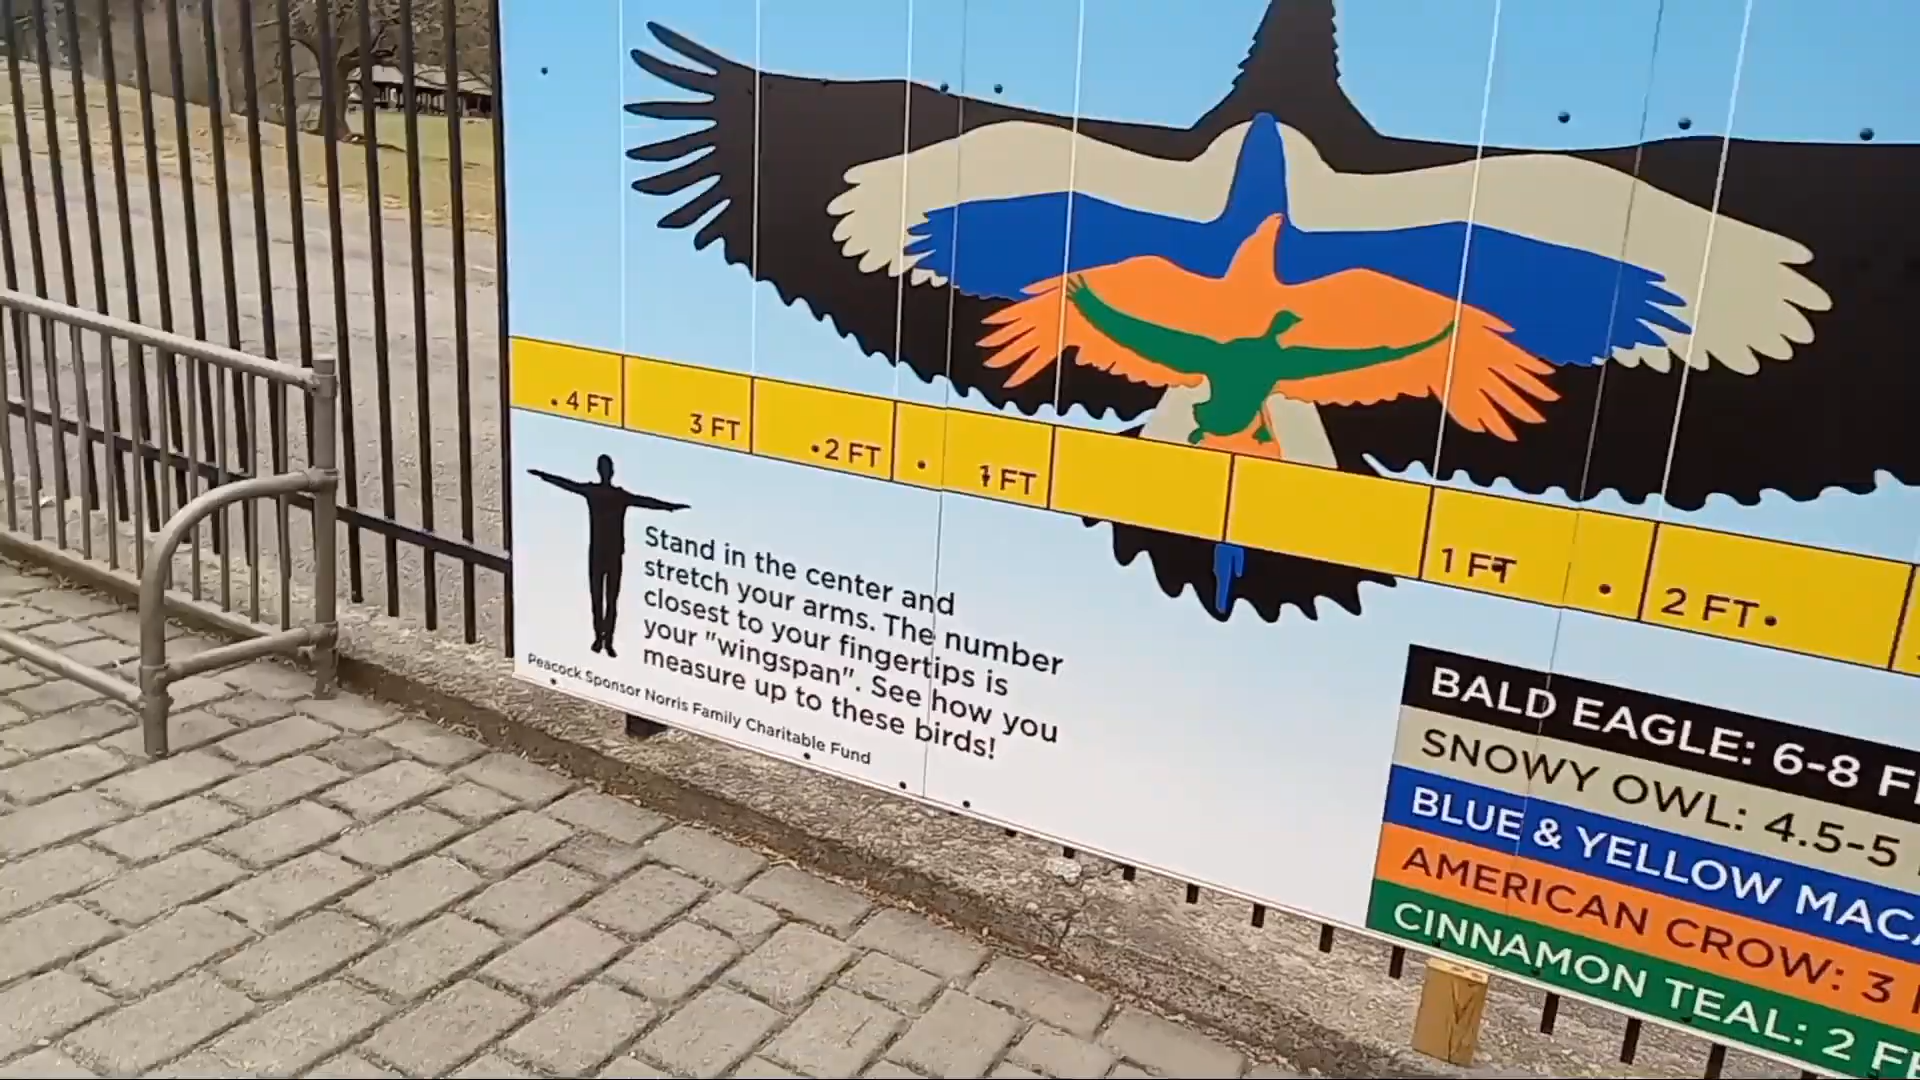 4 FT
3 FT
2 FT
1 FT
1 FT
2 FT
Stand in the center and
stretch your arms. The number
closest to your fingertips is
your "wingspan". See how you
measure up to these birds!
Peacock Sponsor Norris Family Charitable Fund
BALD EAGLE: 6-8 F
SNOWY OWL: 4.5-5
BLUE & YELLOW MAC
AMERICAN CROW: 3
CINNAMON TEAL: 2 F